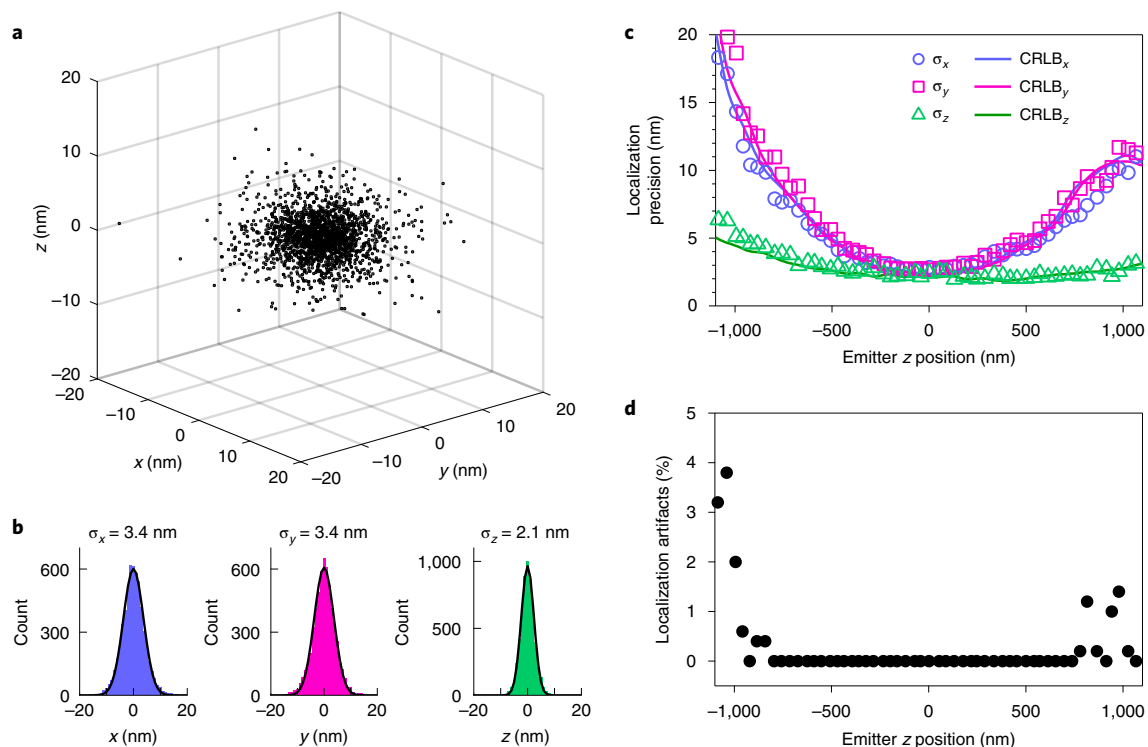 a
20
10
0
−10
−20
z (nm)
−20
−10
0
10
20
x (nm)
−20
−10
0
10
20
y (nm)
b
σx = 3.4 nm
600
300
0
Count
−20 0 20
x (nm)
σy = 3.4 nm
600
300
0
Count
−20 0 20
y (nm)
σz = 2.1 nm
1,000
500
0
Count
−20 0 20
z (nm)
c
20
15
10
5
0
Localization
precision (nm)
σx CRLBx
σy CRLBy
σz CRLBz
−1,000 −500 0 500 1,000
Emitter z position (nm)
d
5
4
3
2
1
0
Localization artifacts (%)
−1,000 −500 0 500 1,000
Emitter z position (nm)